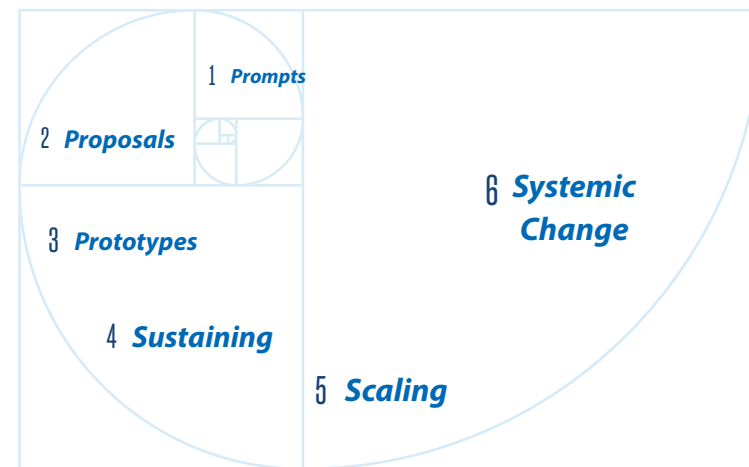 1 Prompts
2 Proposals
3 Prototypes
4 Sustaining
5 Scaling
6 Systemic
Change